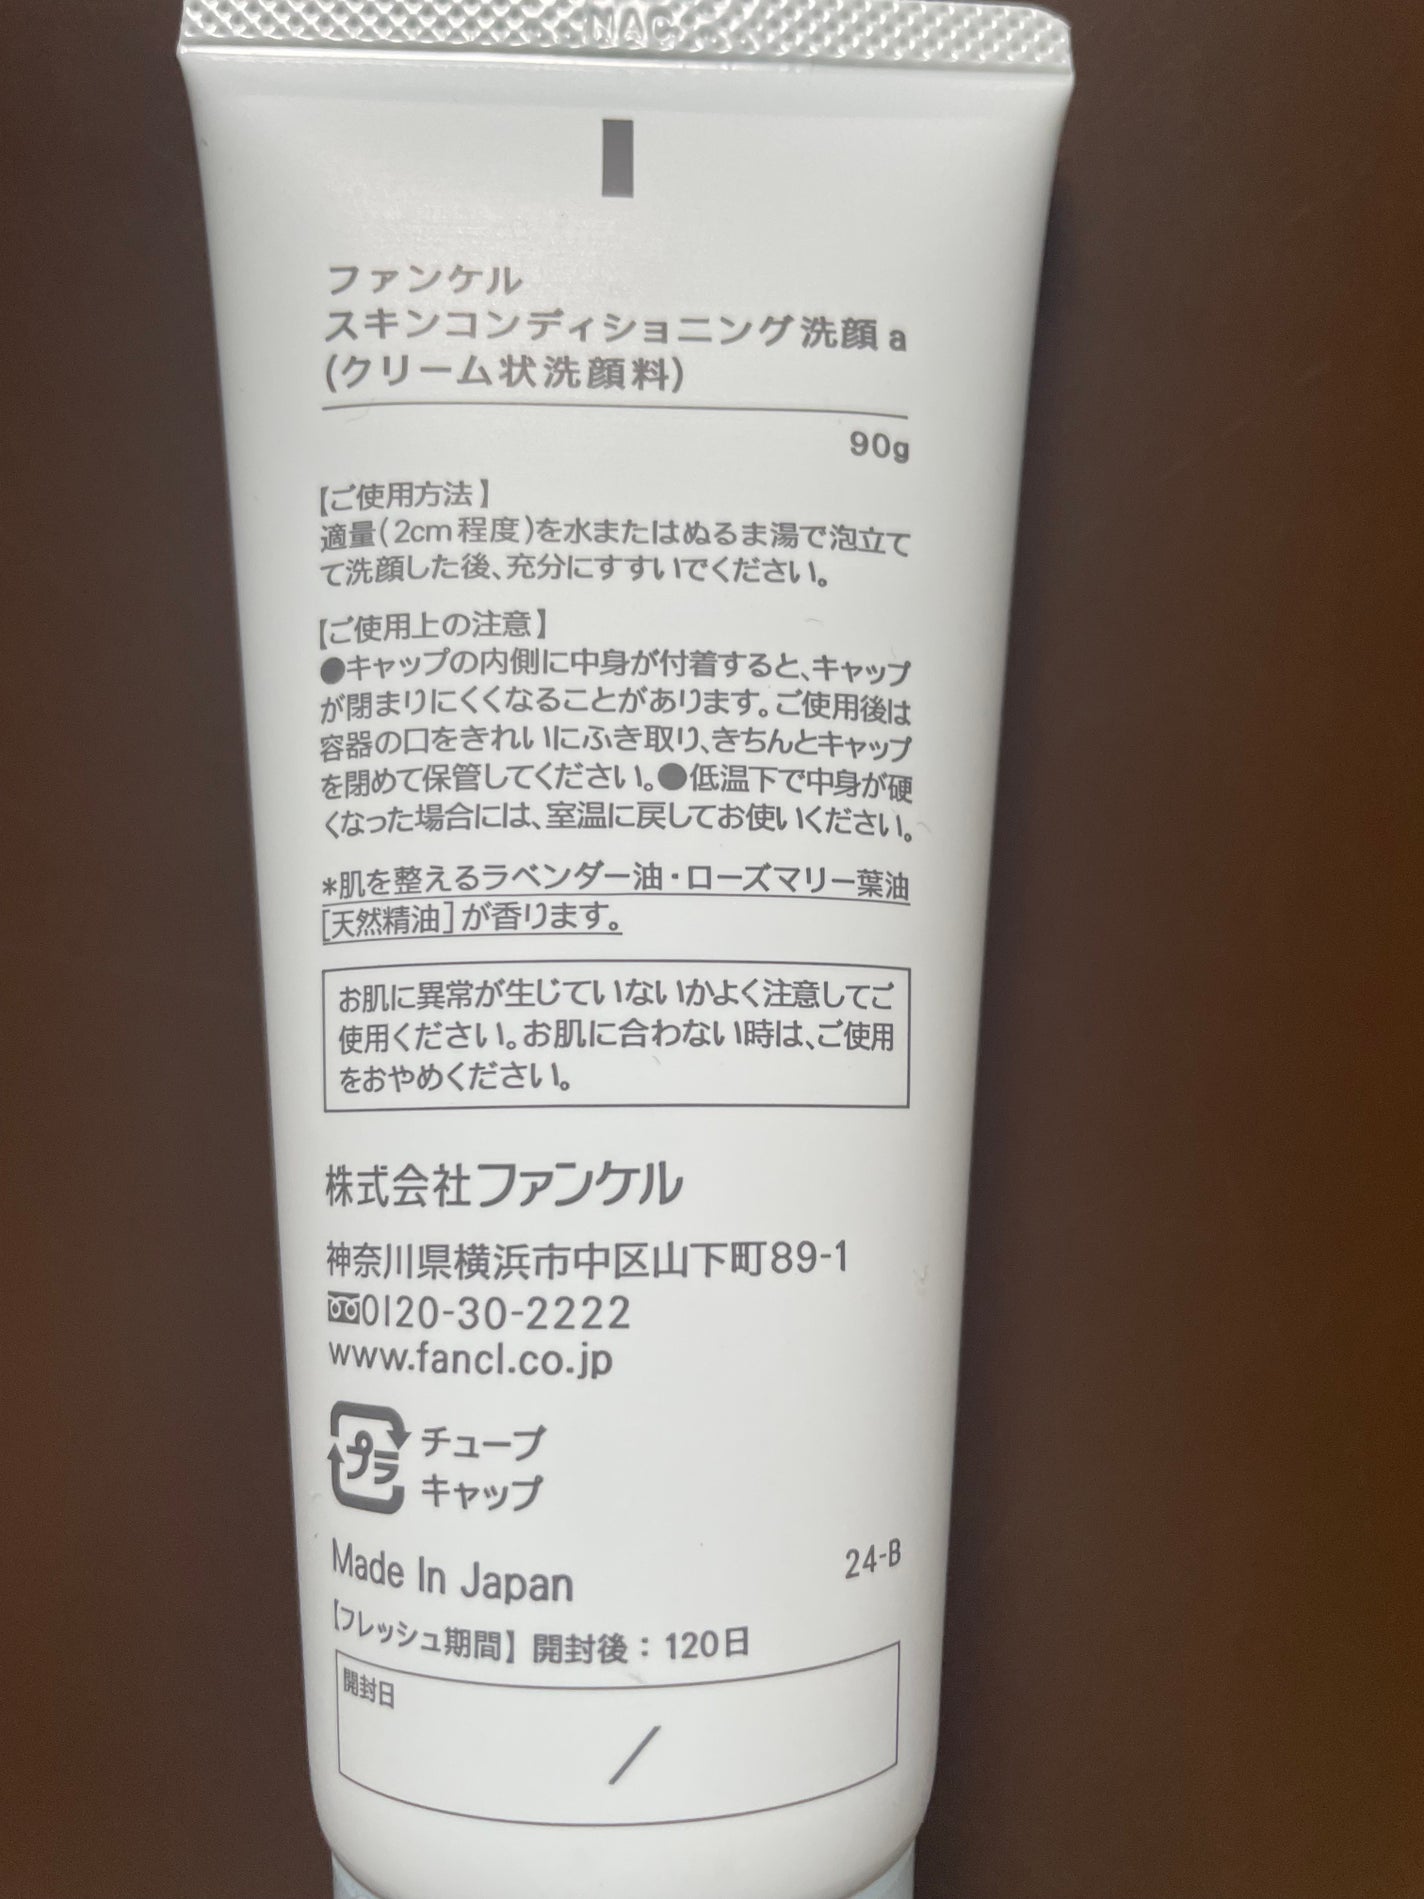 NAC
ファンケル
スキンコンディショニング洗顔 a
(クリーム状洗顔料)
90g
【ご使用方法】
適量(2cm程度)を水またはぬるま湯で泡立て
て洗顔した後、充分にすすいでください。
【ご使用上の注意】
●キャップの内側に中身が付着すると、キャップ
が閉まりにくくなることがあります。ご使用後は
容器の口をきれいにふき取り、きちんとキャップ
を閉めて保管してください。●低温下で中身が硬
くなった場合には、室温に戻してお使いください。
*肌を整えるラベンダー油・ローズマリー葉油
[天然精油]が香ります。
お肌に異常が生じていないかよく注意してご
使用ください。お肌に合わない時は、ご使用
をおやめください。
株式会社ファンケル
神奈川県横浜市中区山下町89-1
0120-30-2222
www.fancl.co.jp
プラ チューブ
キャップ
Made In Japan
24-B
【フレッシュ期間】開封後：120日
開封日
/